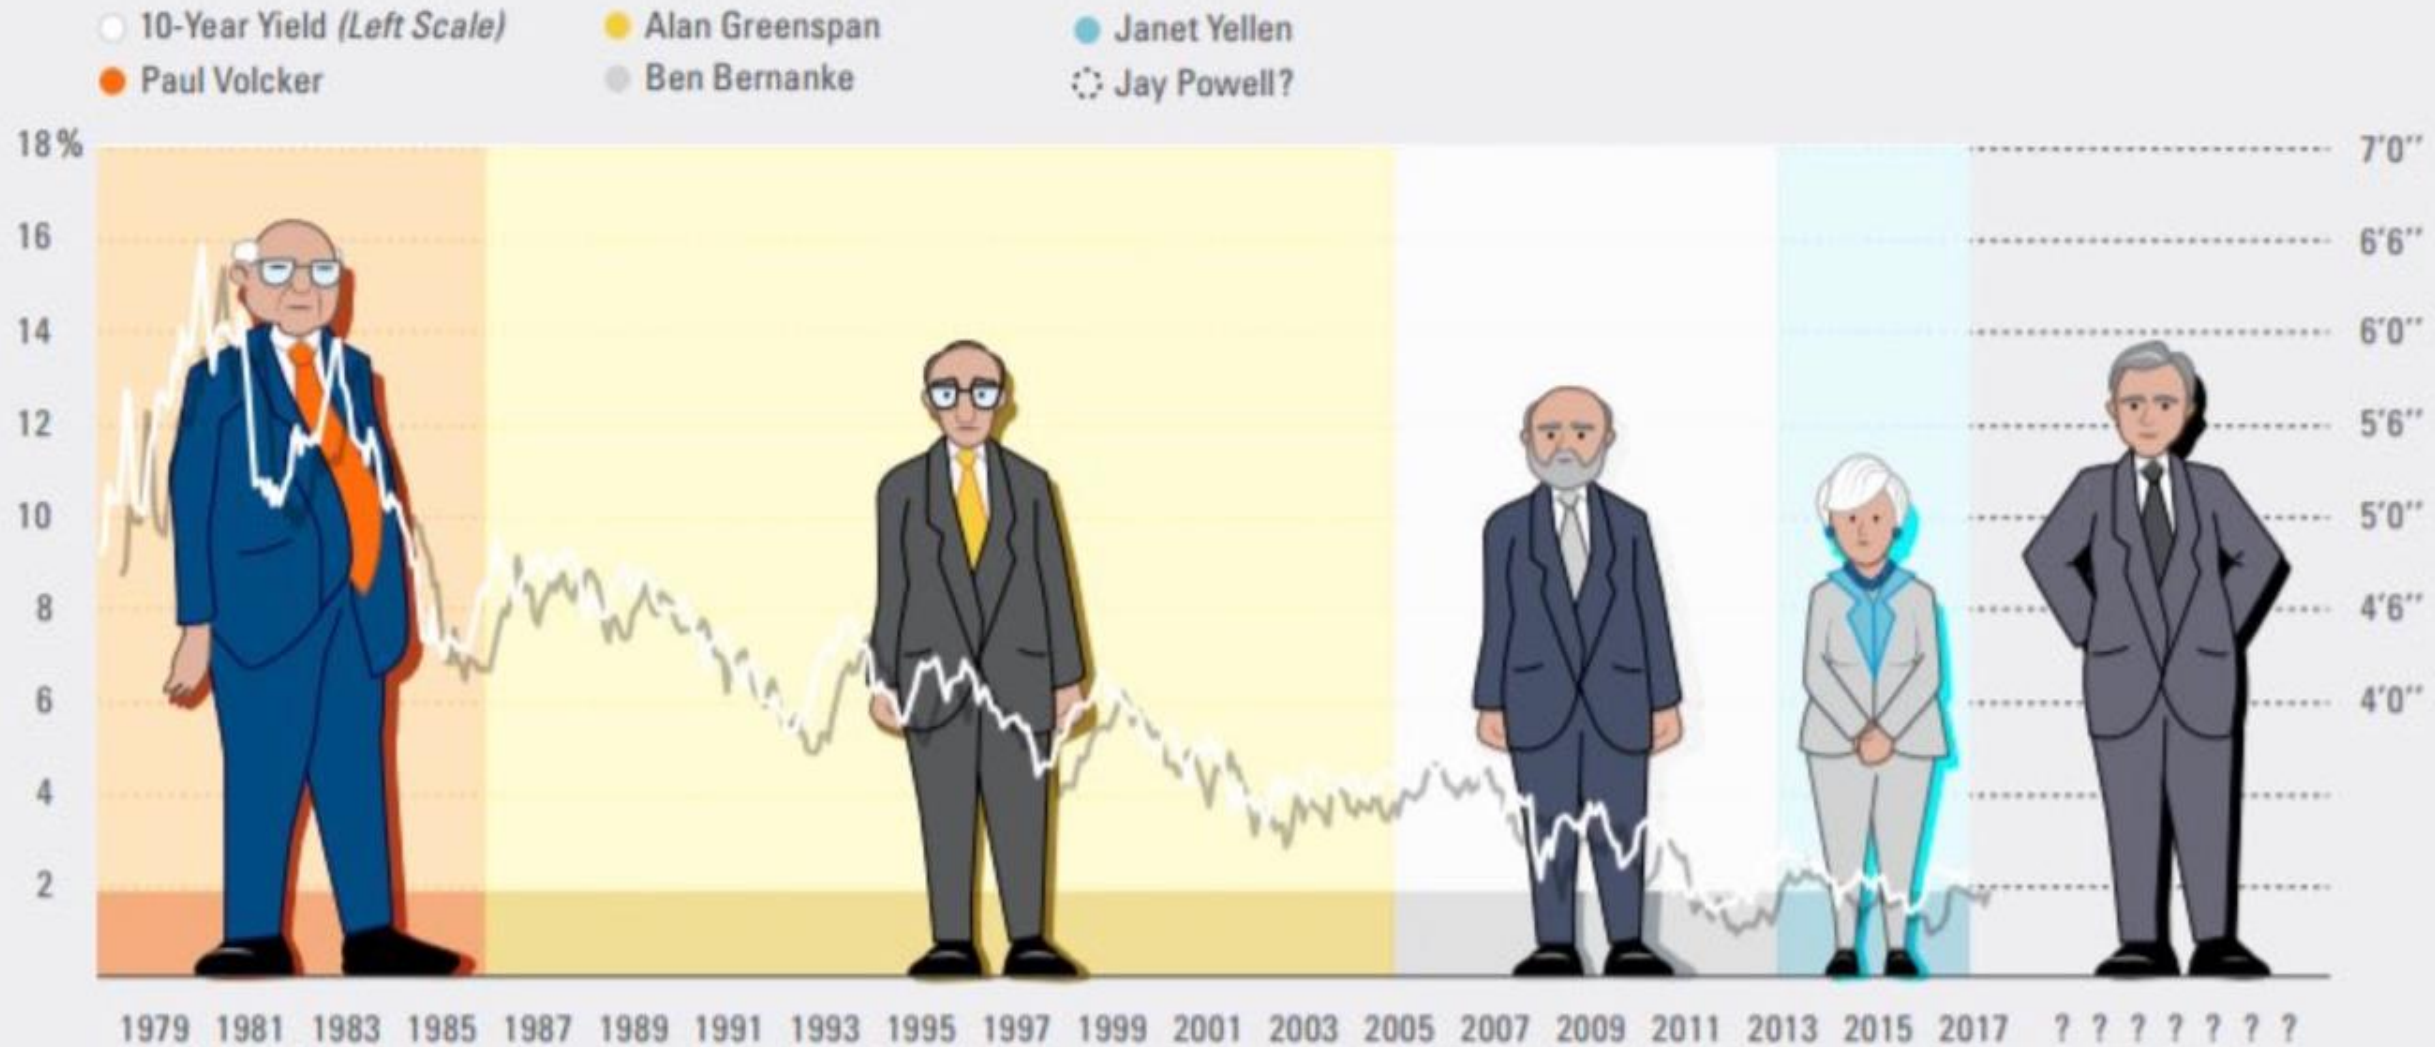 10-Year Yield (Left Scale)
Paul Volcker
Alan Greenspan
Ben Bernanke
Janet Yellen
Jay Powell?
18%
16
14
12
10
8
6
4
2
7'0''
6'6''
6'0''
5'6''
5'0''
4'6''
4'0''
1979 1981 1983 1985 1987 1989 1991 1993 1995 1997 1999 2001 2003 2005 2007 2009 2011 2013 2015 2017 ? ? ? ? ? ? ?